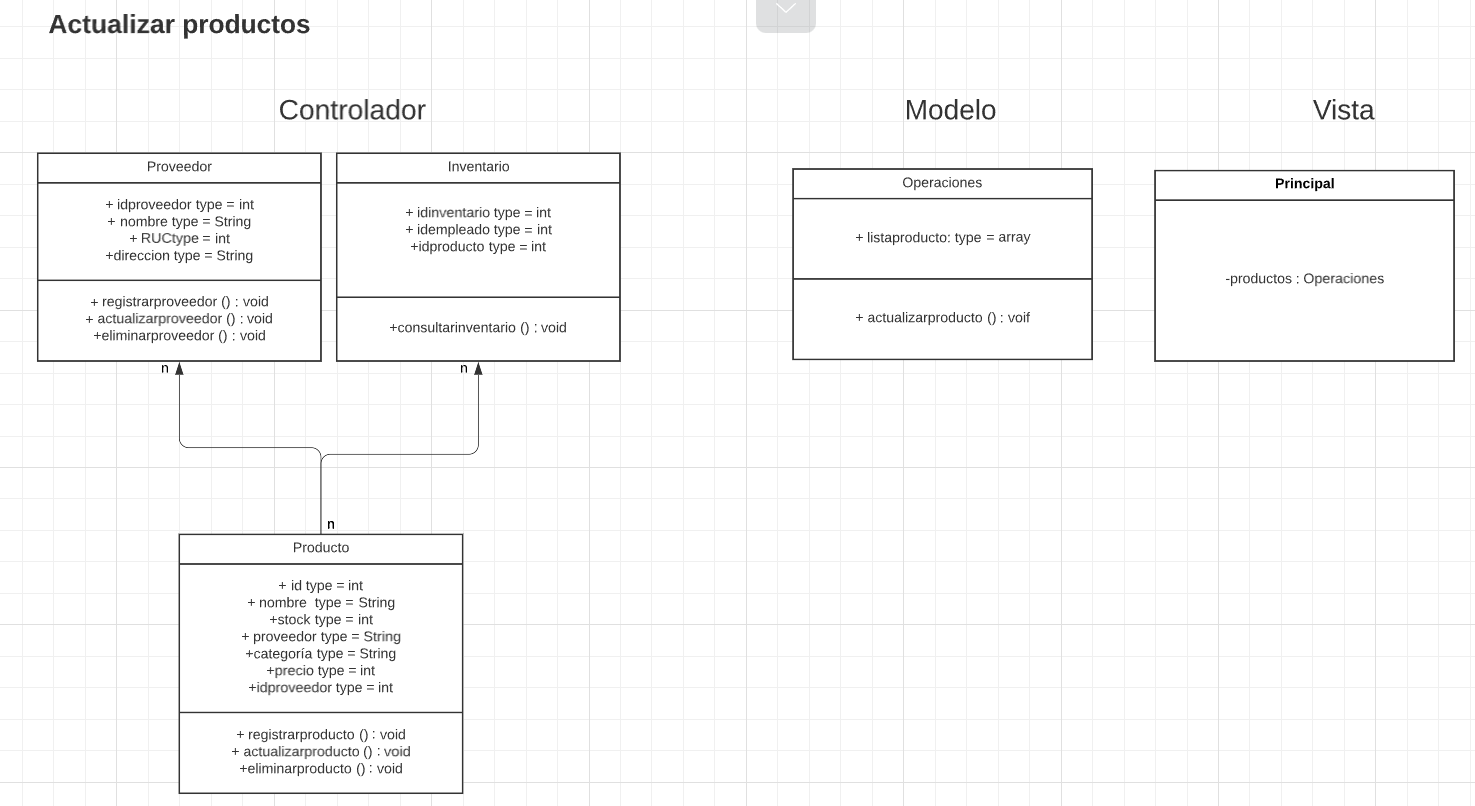 Actualizar productos
Controlador
Modelo
Vista
Proveedor
+ idproveedor type = int
+ nombre type = String
+ RUCtype = int
+direccion type = String
+ registrarproveedor () : void
+ actualizarproveedor () : void
+eliminarproveedor () : void
Inventario
+ idinventario type = int
+ idempleado type = int
+idproducto type = int
+consultarinventario () : void
Operaciones
+ listaproducto: type = array
+ actualizarproducto () : voif
Principal
-productos : Operaciones
n
n
n
Producto
+ id type = int
+ nombre  type = String
+stock type = int
+ proveedor type = String
+categoría type = String
+precio type = int
+idproveedor type = int
+ registrarproducto () : void
+ actualizarproducto () : void
+eliminarproducto () : void